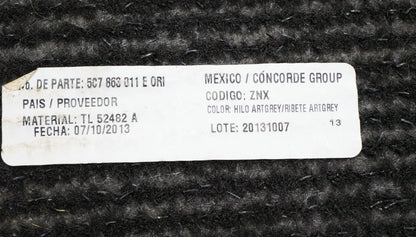 No. DE PARTE: 5C7 863 011 E ORI
PAIS / PROVEEDOR
MATERIAL: TL 52482 A
FECHA: 07/10/2013
MEXICO / CÓNCORDE GROUP
CODIGO: ZNX
COLOR: HILO ARTGREY/RIBETE ARTGREY
LOTE: 20131007
13